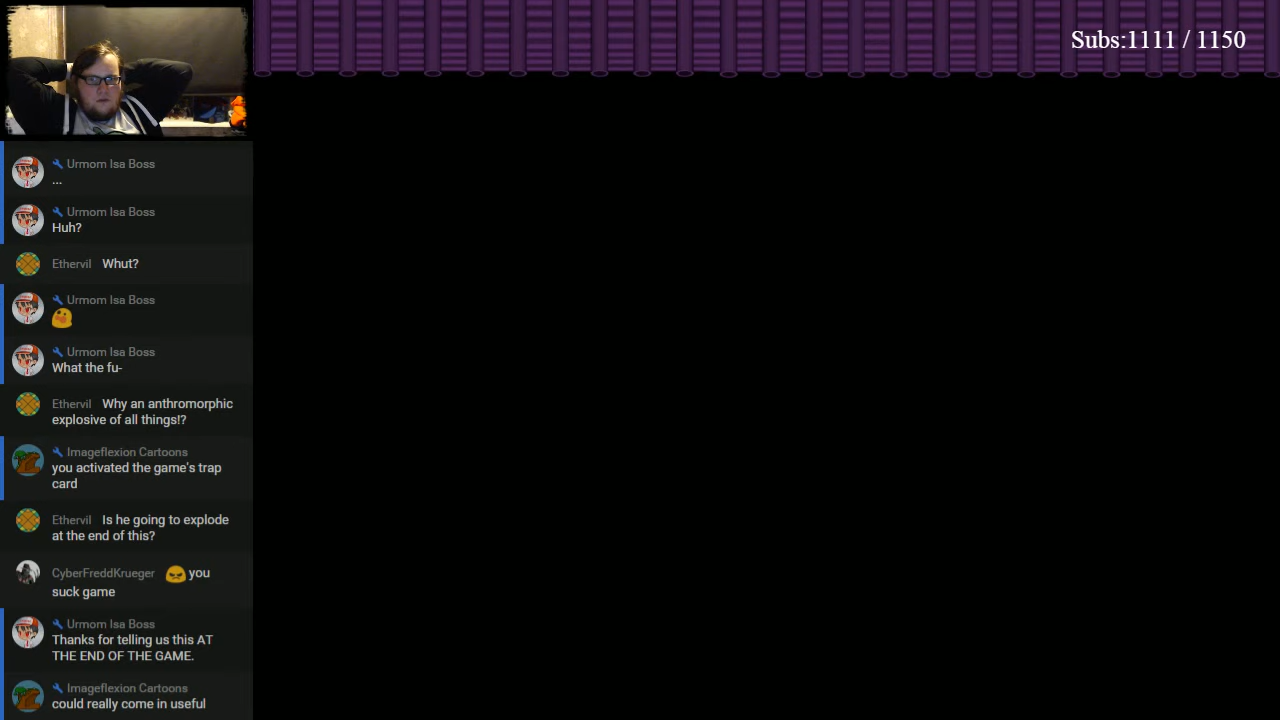 Subs:1111 / 1150
Urmom Isa Boss
...
Urmom Isa Boss
Huh?
Ethervil Whut?
Urmom Isa Boss
Urmom Isa Boss
What the fu-
Ethervil Why an anthromorphic
explosive of all things!?
Imageflexion Cartoons
you activated the game's trap
card
Ethervil Is he going to explode
at the end of this?
CyberFreddKrueger you
suck game
Urmom Isa Boss
Thanks for telling us this AT
THE END OF THE GAME.
Imageflexion Cartoons
could really come in useful